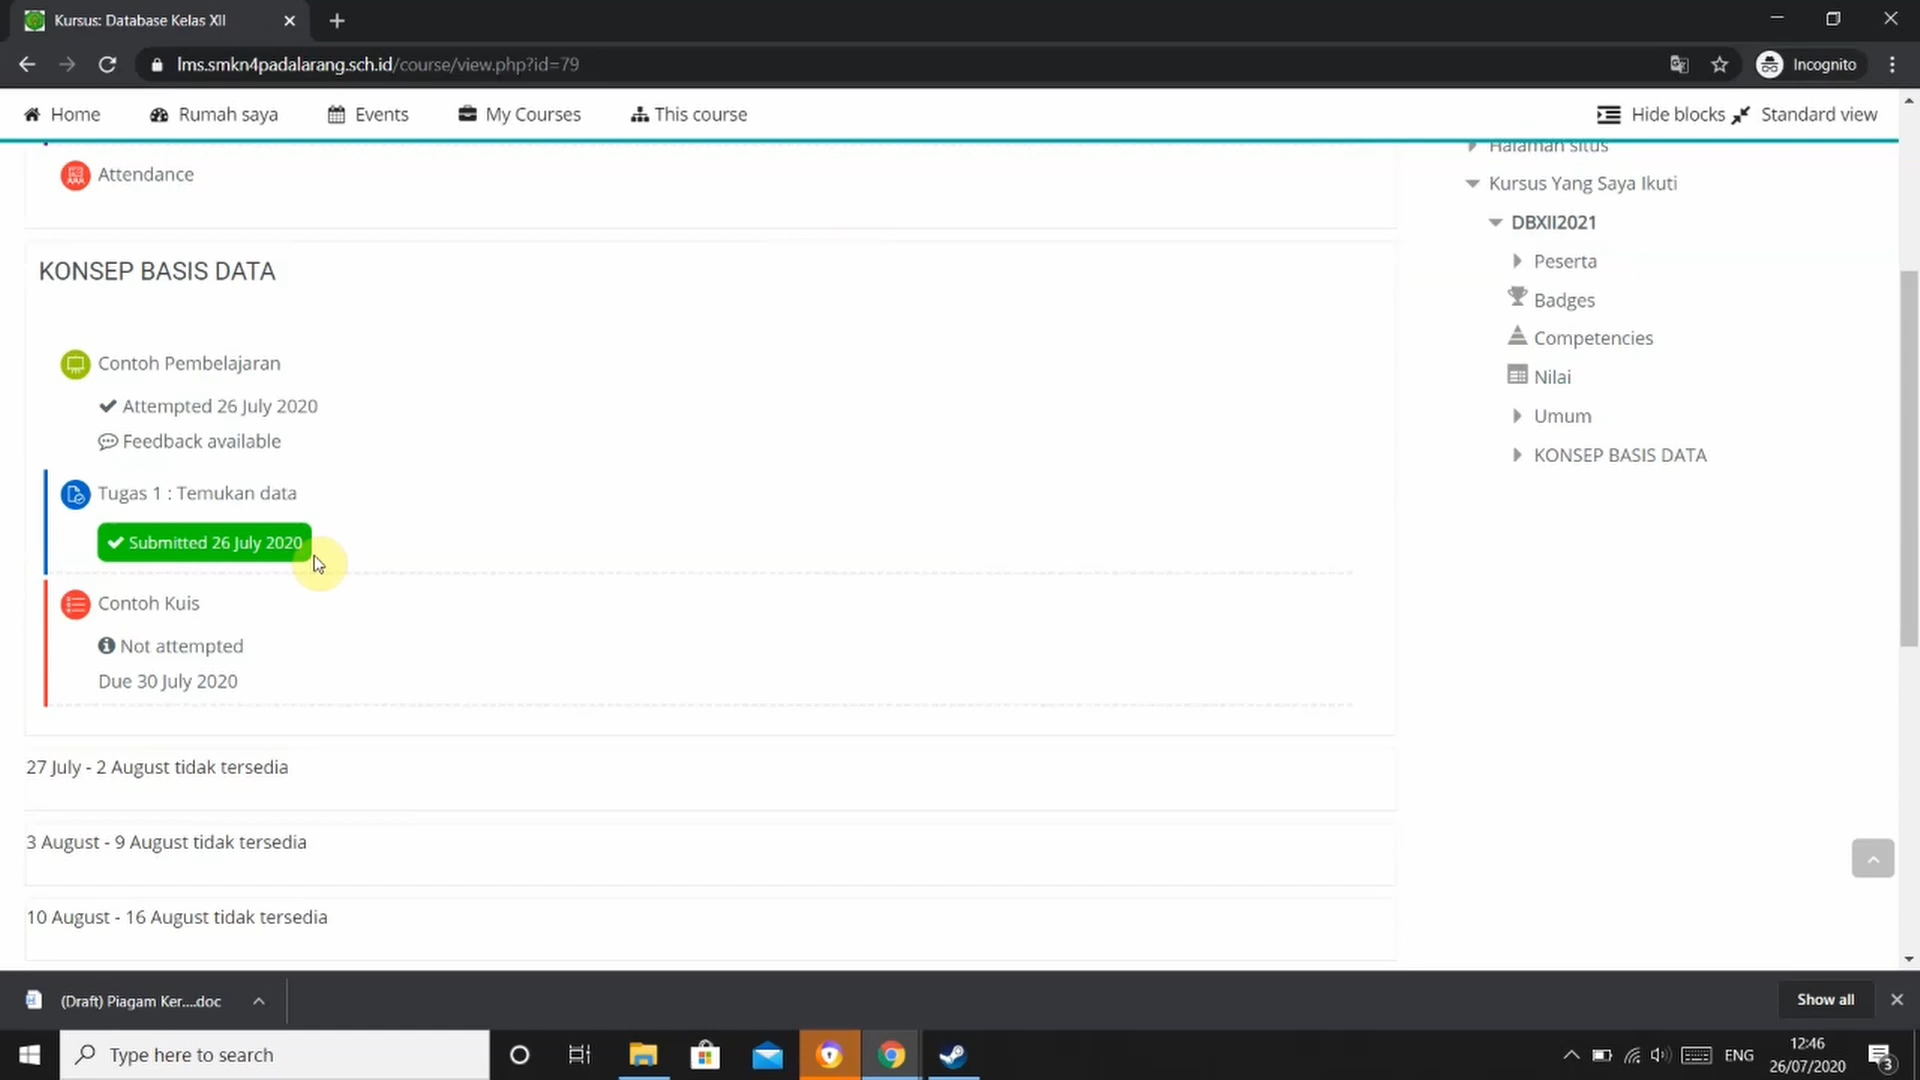 Kursus: Database Kelas XII
lms.smkn4padalarang.sch.id/course/view.php?id=79
Incognito
Home
Rumah saya
Events
My Courses
This course
Hide blocks
Standard view
Attendance
KONSEP BASIS DATA
Contoh Pembelajaran
Attempted 26 July 2020
Feedback available
Tugas 1 : Temukan data
Submitted 26 July 2020
Contoh Kuis
Not attempted
Due 30 July 2020
27 July - 2 August tidak tersedia
3 August - 9 August tidak tersedia
10 August - 16 August tidak tersedia
Halaman situs
Kursus Yang Saya Ikuti
DBXII2021
Peserta
Badges
Competencies
Nilai
Umum
KONSEP BASIS DATA
(Draft) Piagam Ker....doc
Show all
Type here to search
ENG
12:46
26/07/2020
3